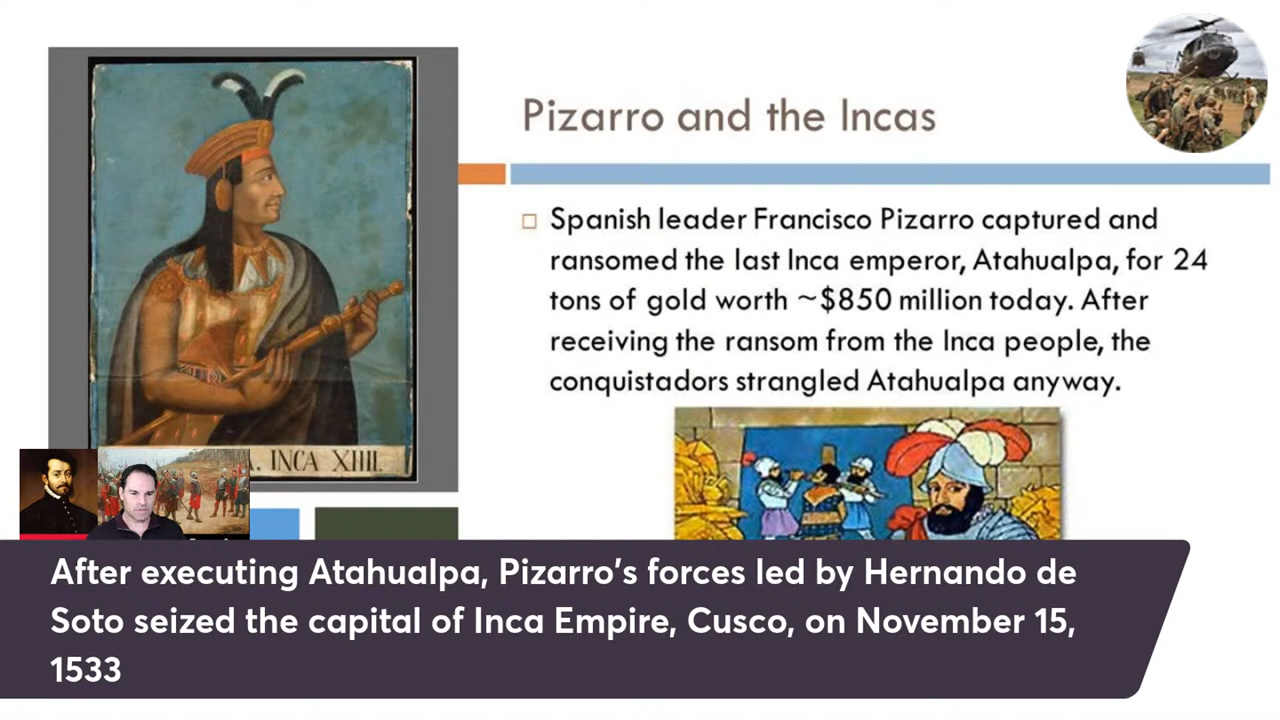 Pizarro and the Incas
Spanish leader Francisco Pizarro captured and
ransomed the last Inca emperor, Atahualpa, for 24
tons of gold worth ~$850 million today. After
receiving the ransom from the Inca people, the
conquistadors strangled Atahualpa anyway.
A. INCA XIIII.
After executing Atahualpa, Pizarro's forces led by Hernando de
Soto seized the capital of Inca Empire, Cusco, on November 15,
1533